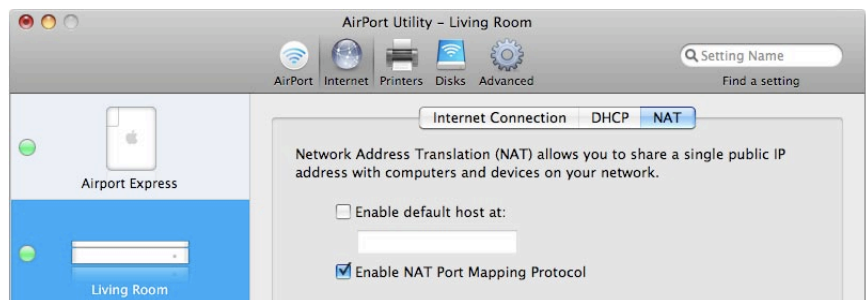 AirPort Utility – Living Room
Setting Name
AirPort Internet Printers Disks Advanced
Find a setting
Internet Connection DHCP NAT
Network Address Translation (NAT) allows you to share a single public IP
address with computers and devices on your network.
Airport Express
Enable default host at:
Enable NAT Port Mapping Protocol
Living Room